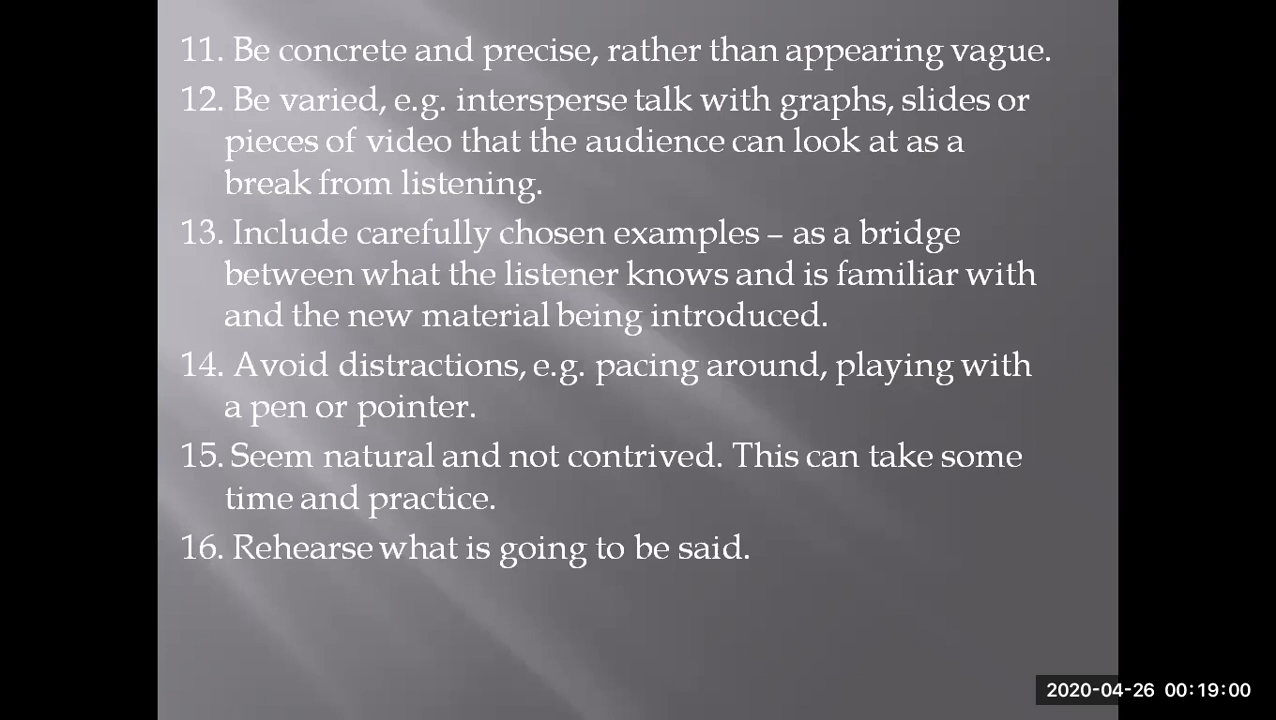 11. Be concrete and precise, rather than appearing vague.
12. Be varied, e.g. intersperse talk with graphs, slides or
pieces of video that the audience can look at as a
break from listening.
13. Include carefully chosen examples – as a bridge
between what the listener knows and is familiar with
and the new material being introduced.
14. Avoid distractions, e.g. pacing around, playing with
a pen or pointer.
15. Seem natural and not contrived. This can take some
time and practice.
16. Rehearse what is going to be said.
2020-04-26 00:19:00